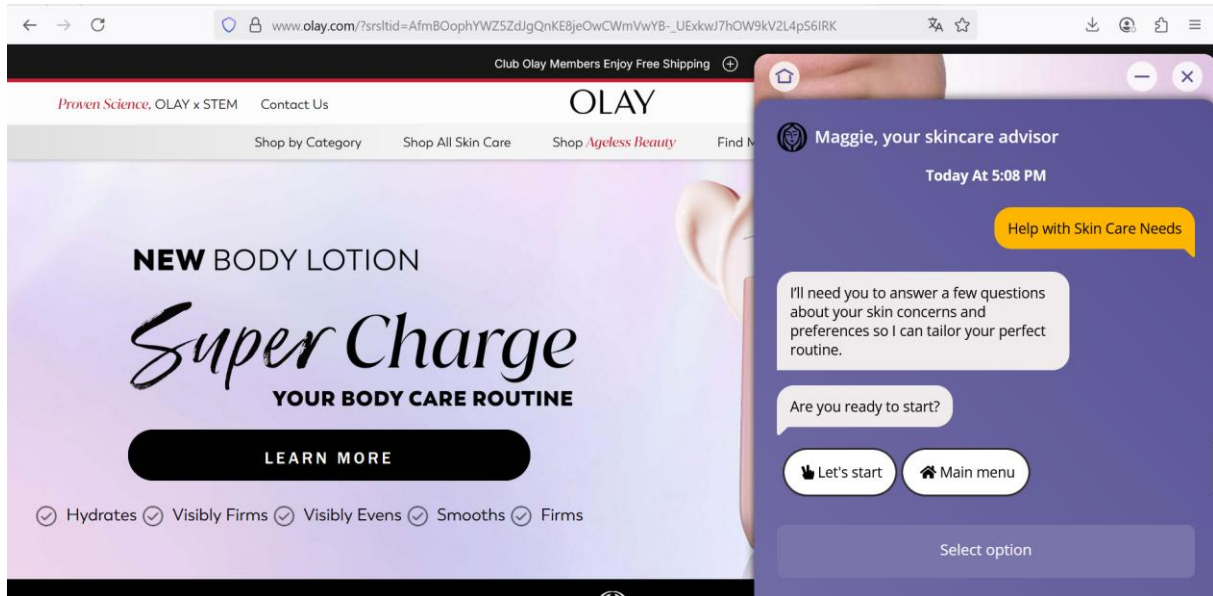 www.olay.com/?srsltid=AfmBOophYWZ5ZdJgQnKE8jeOwCWmVwYB-_UExkwJ7hOW9kV2L4pS6IRK
Club Olay Members Enjoy Free Shipping
Proven Science, OLAY x STEM Contact Us
OLAY
Shop by Category Shop All Skin Care Shop Ageless Beauty Find
NEW BODY LOTION
Super Charge
YOUR BODY CARE ROUTINE
LEARN MORE
Hydrates Visibly Firms Visibly Evens Smooths Firms
Maggie, your skincare advisor
Today At 5:08 PM
Help with Skin Care Needs
I'll need you to answer a few questions
about your skin concerns and
preferences so I can tailor your perfect
routine.
Are you ready to start?
Let's start Main menu
Select option